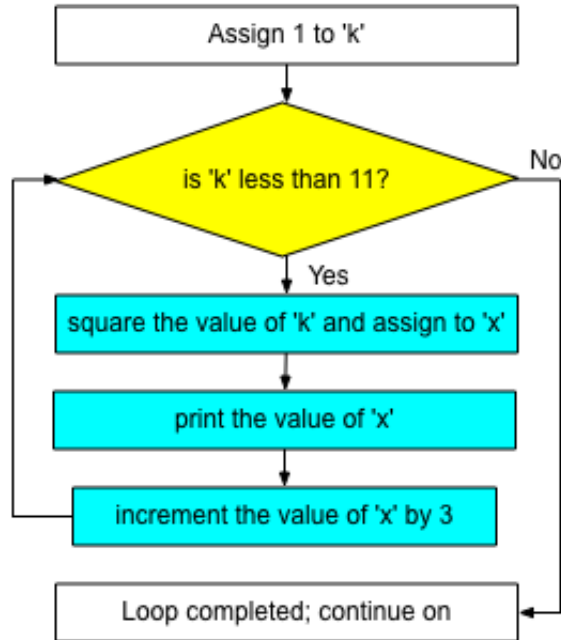 Assign 1 to 'k'
is 'k' less than 11?
No
Yes
square the value of 'k' and assign to 'x'
print the value of 'x'
increment the value of 'x' by 3
Loop completed; continue on